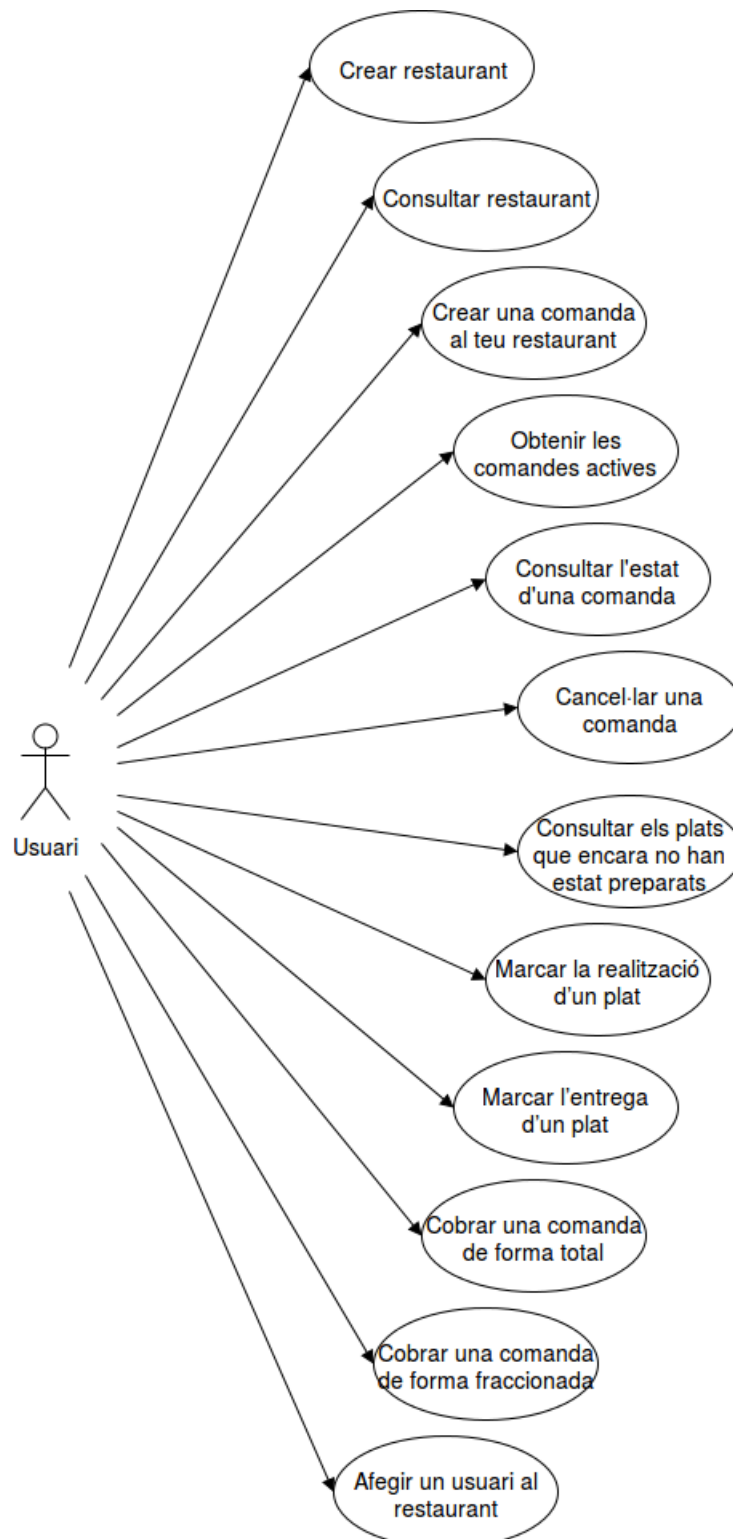 Crear restaurant
Consultar restaurant
Crear una comanda
al teu restaurant
Obtenir les
comandes actives
Consultar l'estat
d'una comanda
Cancel·lar una
comanda
Usuari
Consultar els plats
que encara no han
estat preparats
Marcar la realització
d’un plat
Marcar l’entrega
d’un plat
Cobrar una comanda
de forma total
Cobrar una comanda
de forma fraccionada
Afegir un usuari al
restaurant